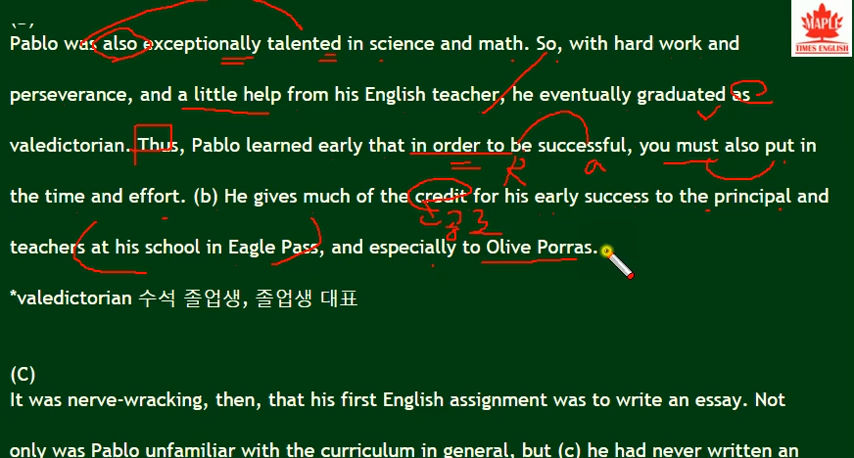 MAPLE
TIMES ENGLISH
Pablo was also exceptionally talented in science and math. So, with hard work and
perseverance, and a little help from his English teacher, he eventually graduated as
valedictorian. Thus, Pablo learned early that in order to be successful, you must also put in
the time and effort. (b) He gives much of the credit for his early success to the principal and
teachers at his school in Eagle Pass, and especially to Olive Porras.
*valedictorian 수석 졸업생, 졸업생 대표
(C)
It was nerve-wracking, then, that his first English assignment was to write an essay. Not
only was Pablo unfamiliar with the curriculum in general, but (c) he had never written an